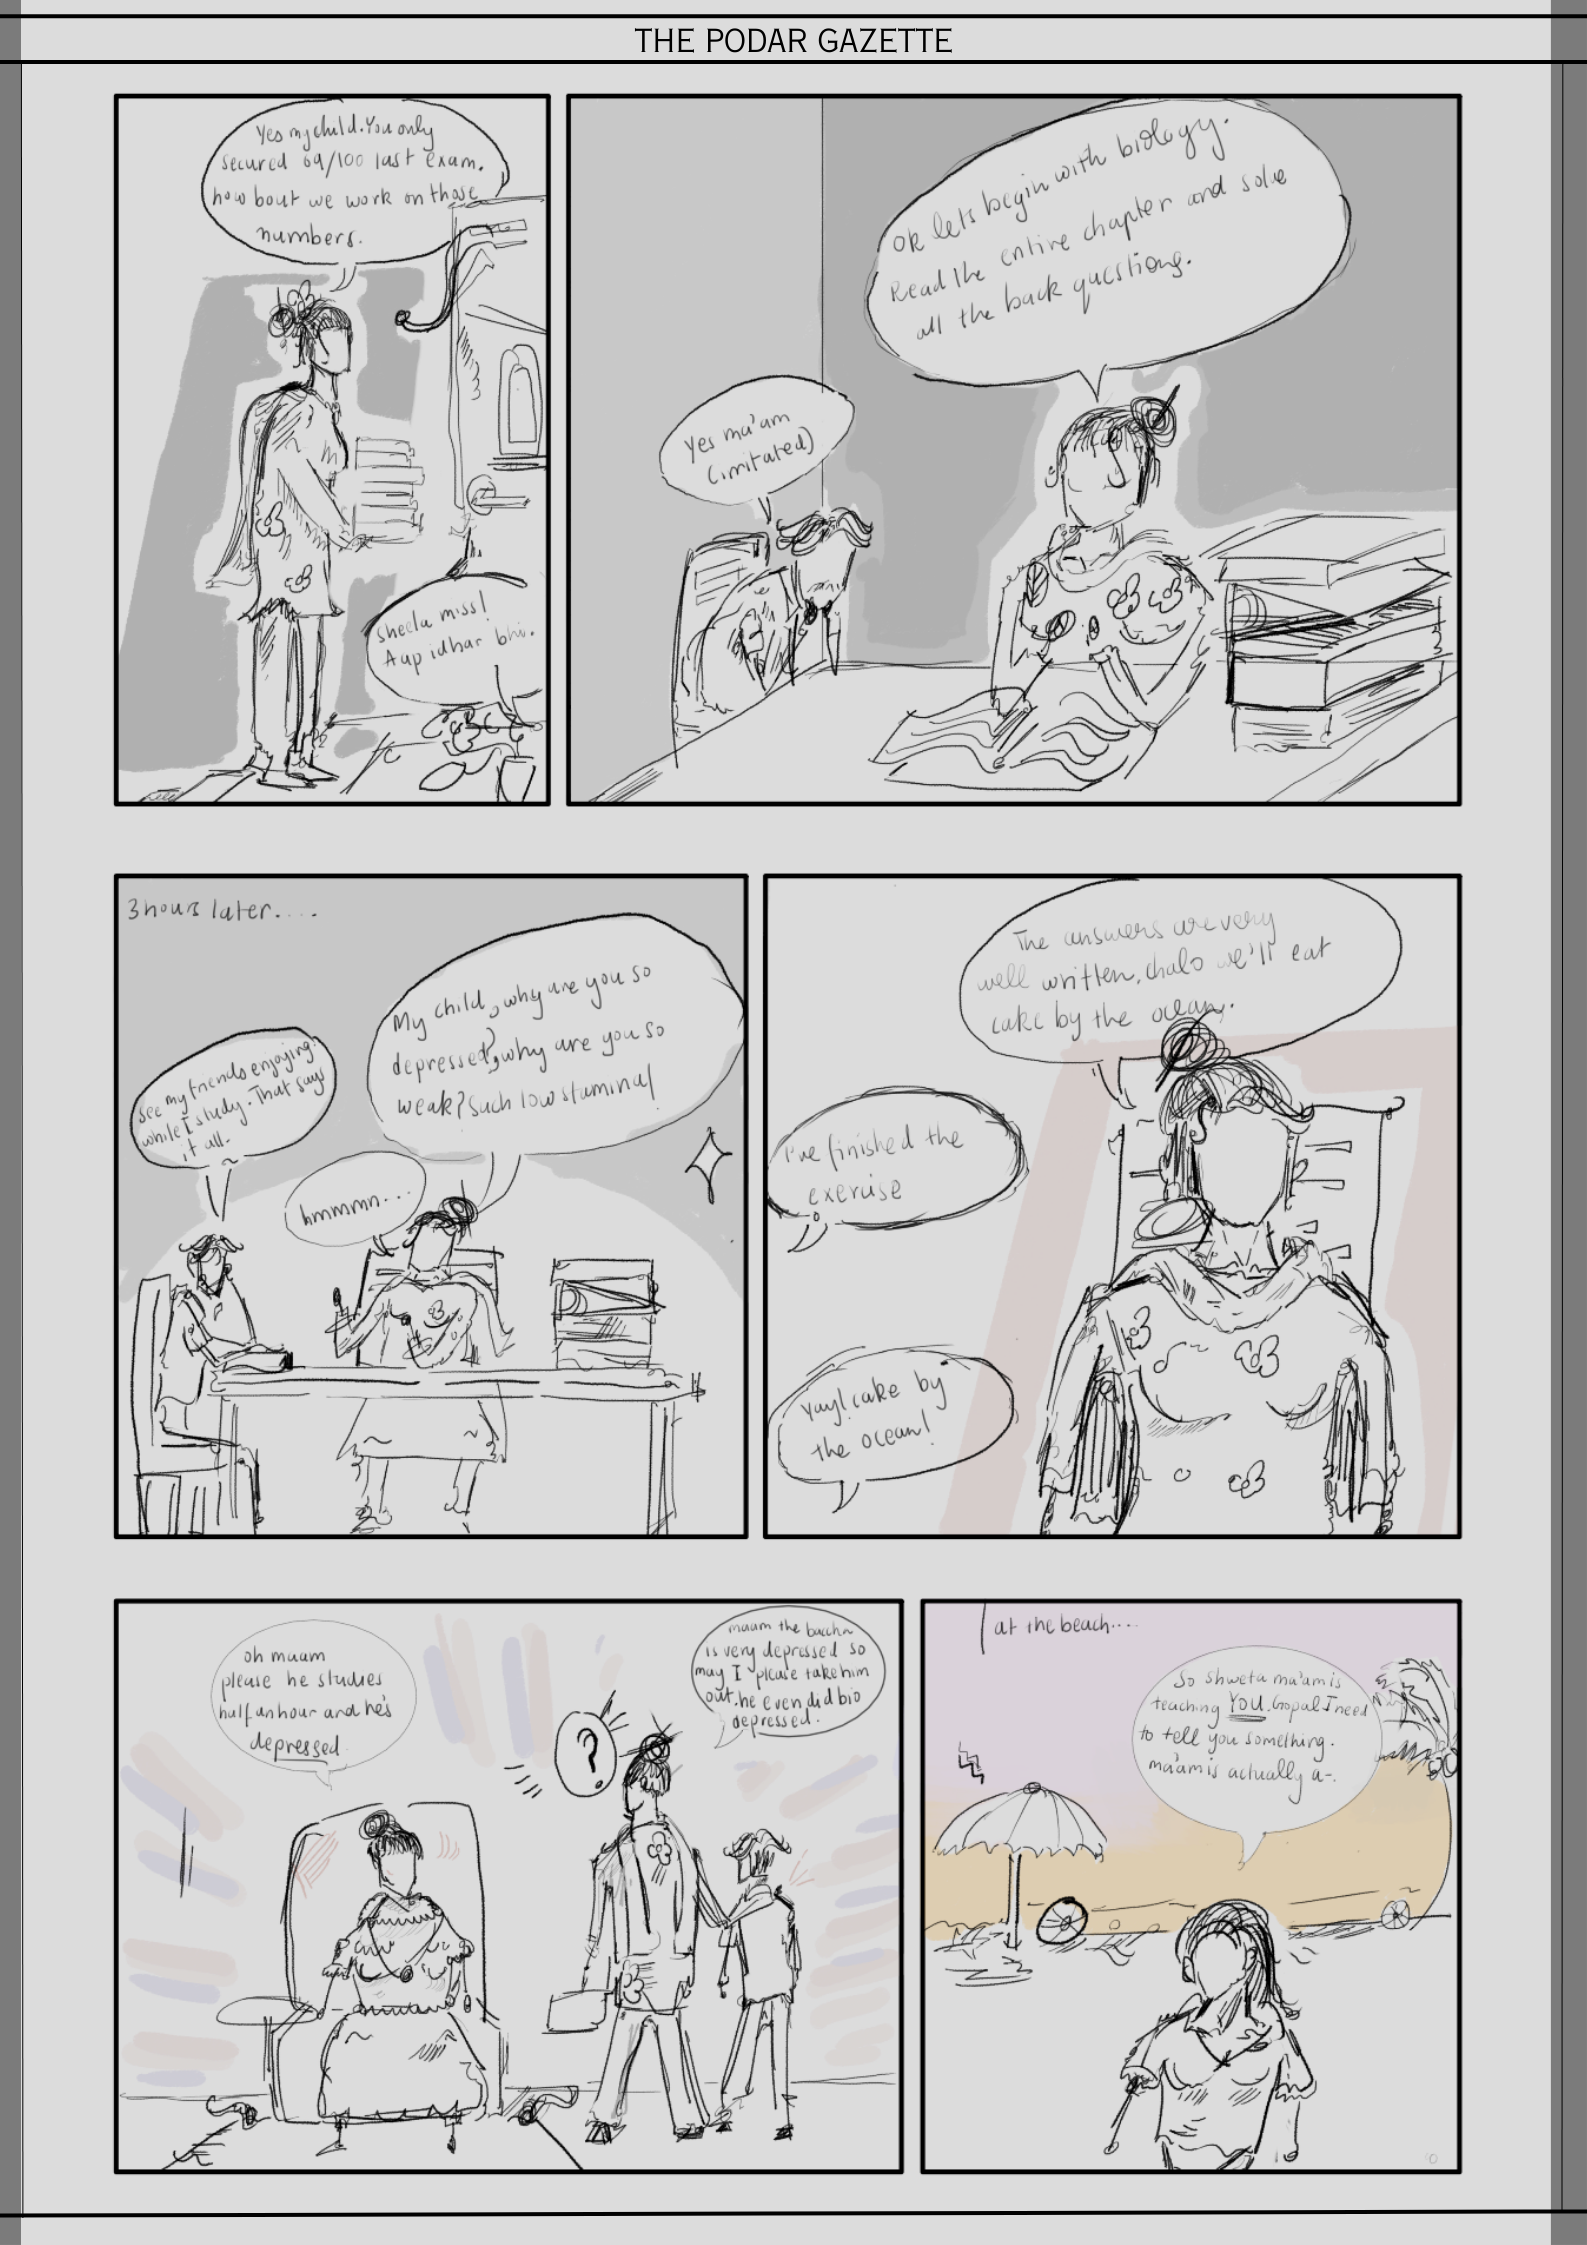 THE PODAR GAZETTE
Yes my child. You only
secured 69/100 last exam.
how bout we work on those
numbers.
sheela miss!
Aap idhar bhi.
OK lets begin with biology.
Read the entire chapter and solve
all the back questions.
Yes ma'am
(irritated)
3 hours later....
My child, why are you so
depressed? why are you so
weak? Such low stamina!
see my friends enjoying.
while I study. That says
it all.
hmmmn...
The answers are very
well written, chalo we'll eat
cake by the ocean.
I've finished the
exercise
Yay! cake by
the ocean!
oh maam
please he studies
half an hour and he's
depressed
maam the baccha
is very depressed so
may I please take him
out. he even did bio
depressed.
?
at the beach....
So Shweta ma'am is
teaching YOU. Gopal I need
to tell you something.
ma'am is actually a-.